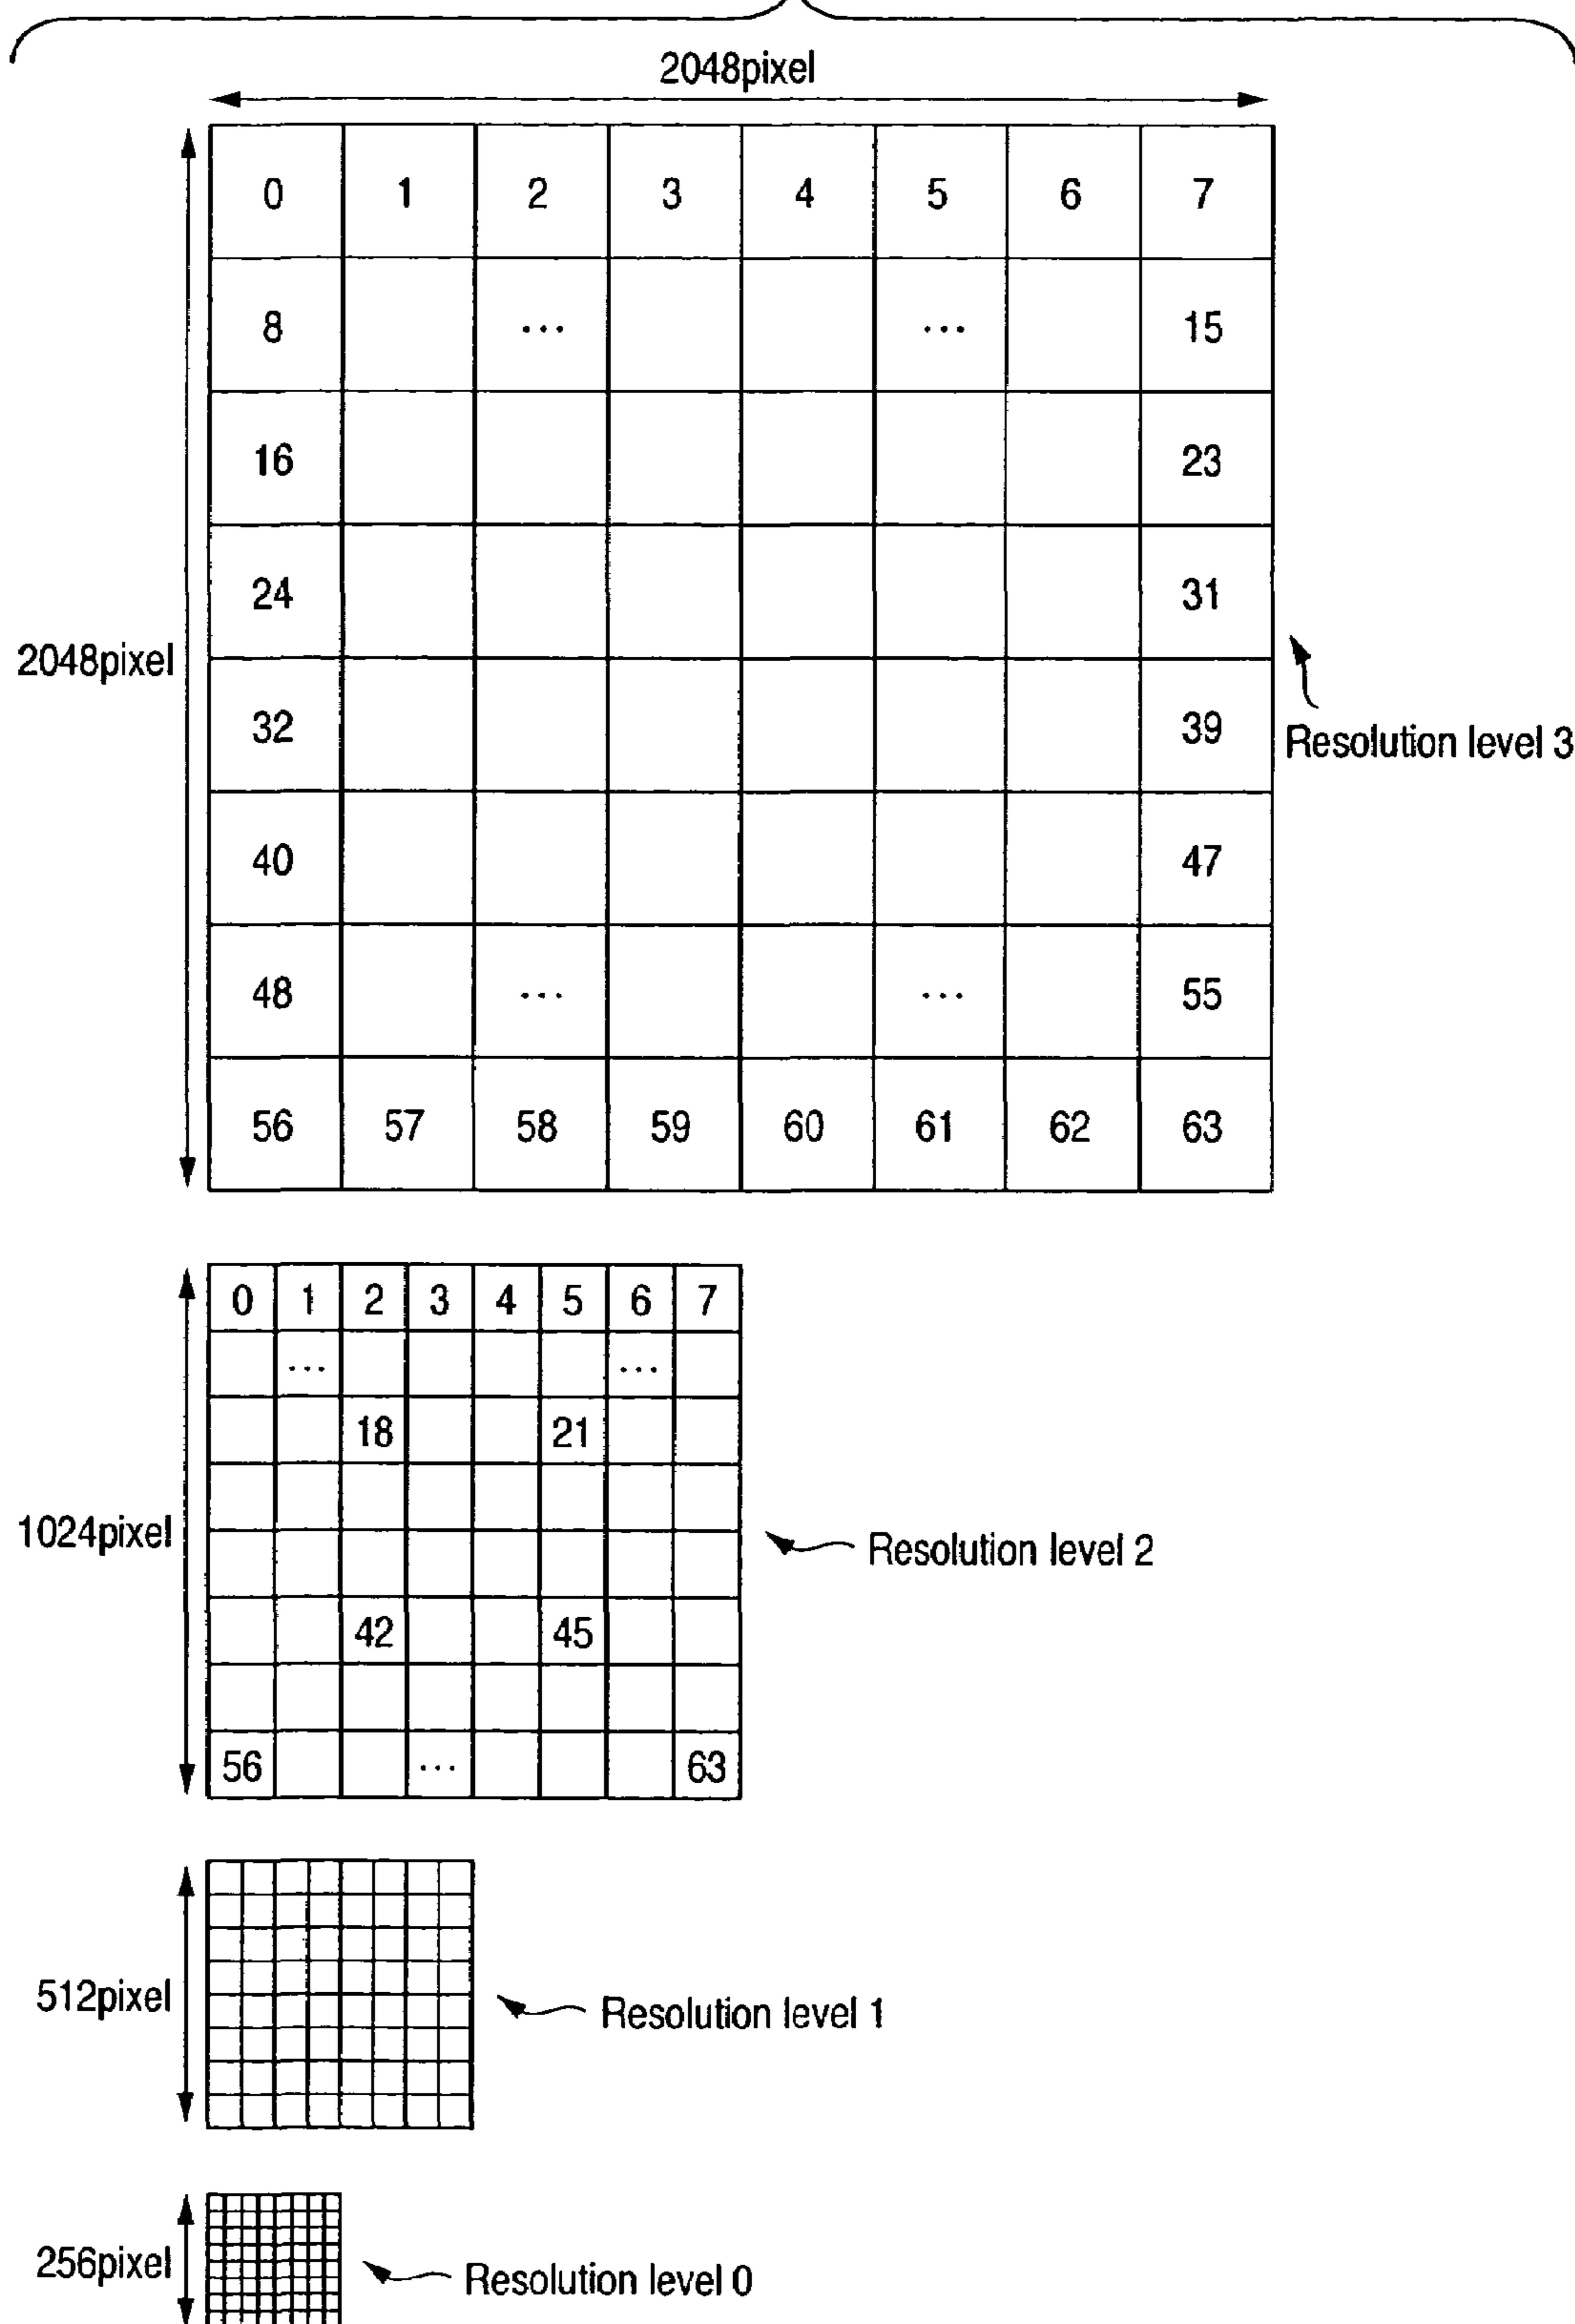 2048pixel
0 1 2 3 4 5 6 7
8 ... ... 15
16 23
24 31
2048pixel
32 39
Resolution level 3
40 47
48 ... ... 55
56 57 58 59 60 61 62 63
0 1 2 3 4 5 6 7
... ...
18 21
1024pixel
Resolution level 2
42 45
56 ... 63
512pixel
Resolution level 1
256pixel
Resolution level 0